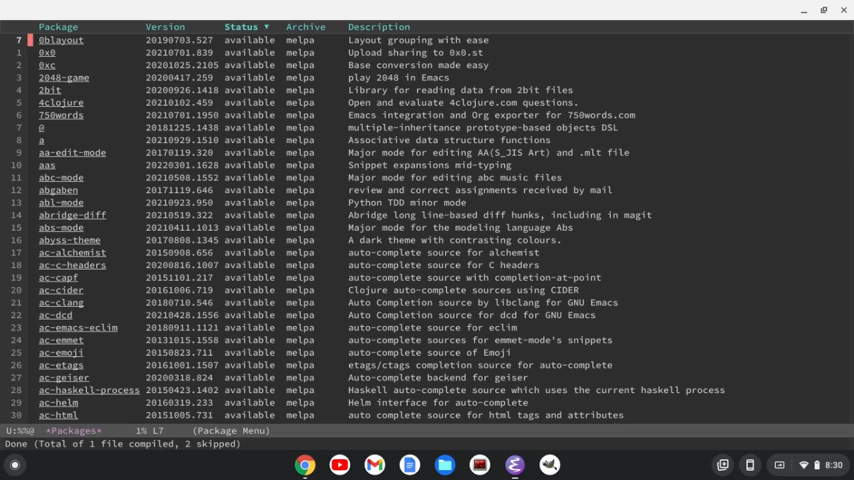 Package Version Status ▼ Archive Description
7 0blayout 20190703.527 available melpa Layout grouping with ease
1 0x0 20210701.839 available melpa Upload sharing to 0x0.st
2 0xc 20201025.2105 available melpa Base conversion made easy
3 2048-game 20200417.259 available melpa play 2048 in Emacs
4 2bit 20200926.1418 available melpa Library for reading data from 2bit files
5 4clojure 20210102.459 available melpa Open and evaluate 4clojure.com questions.
6 750words 20210701.1950 available melpa Emacs integration and Org exporter for 750words.com
7 @ 20181225.1438 available melpa multiple-inheritance prototype-based objects DSL
8 a 20210929.1510 available melpa Associative data structure functions
9 aa-edit-mode 20170119.320 available melpa Major mode for editing AA(S_JIS Art) and .mlt file
10 aas 20220301.1628 available melpa Snippet expansions mid-typing
11 abc-mode 20210508.1552 available melpa Major mode for editing abc music files
12 abgaben 20171119.646 available melpa review and correct assignments received by mail
13 abl-mode 20210923.950 available melpa Python TDD minor mode
14 abridge-diff 20210519.322 available melpa Abridge long line-based diff hunks, including in magit
15 abs-mode 20210411.1013 available melpa Major mode for the modeling language Abs
16 abyss-theme 20170808.1345 available melpa A dark theme with contrasting colours.
17 ac-alchemist 20150908.656 available melpa auto-complete source for alchemist
18 ac-c-headers 20200816.1007 available melpa auto-complete source for C headers
19 ac-capf 20151101.217 available melpa auto-complete source with completion-at-point
20 ac-cider 20161006.719 available melpa Clojure auto-complete sources using CIDER
21 ac-clang 20180710.546 available melpa Auto Completion source by libclang for GNU Emacs
22 ac-dcd 20210428.1556 available melpa Auto Completion source for dcd for GNU Emacs
23 ac-emacs-eclim 20180911.1121 available melpa auto-complete source for eclim
24 ac-emmet 20131015.1558 available melpa auto-complete sources for emmet-mode's snippets
25 ac-emoji 20150823.711 available melpa auto-complete source of Emoji
26 ac-etags 20161001.1507 available melpa etags/ctags completion source for auto-complete
27 ac-geiser 20200318.824 available melpa Auto-complete backend for geiser
28 ac-haskell-process 20150423.1402 available melpa Haskell auto-complete source which uses the current haskell process
29 ac-helm 20160319.233 available melpa Helm interface for auto-complete
30 ac-html 20151005.731 available melpa auto complete source for html tags and attributes
U:%%@ *Packages* 1% L7 (Package Menu)
Done (Total of 1 file compiled, 2 skipped)
8:30